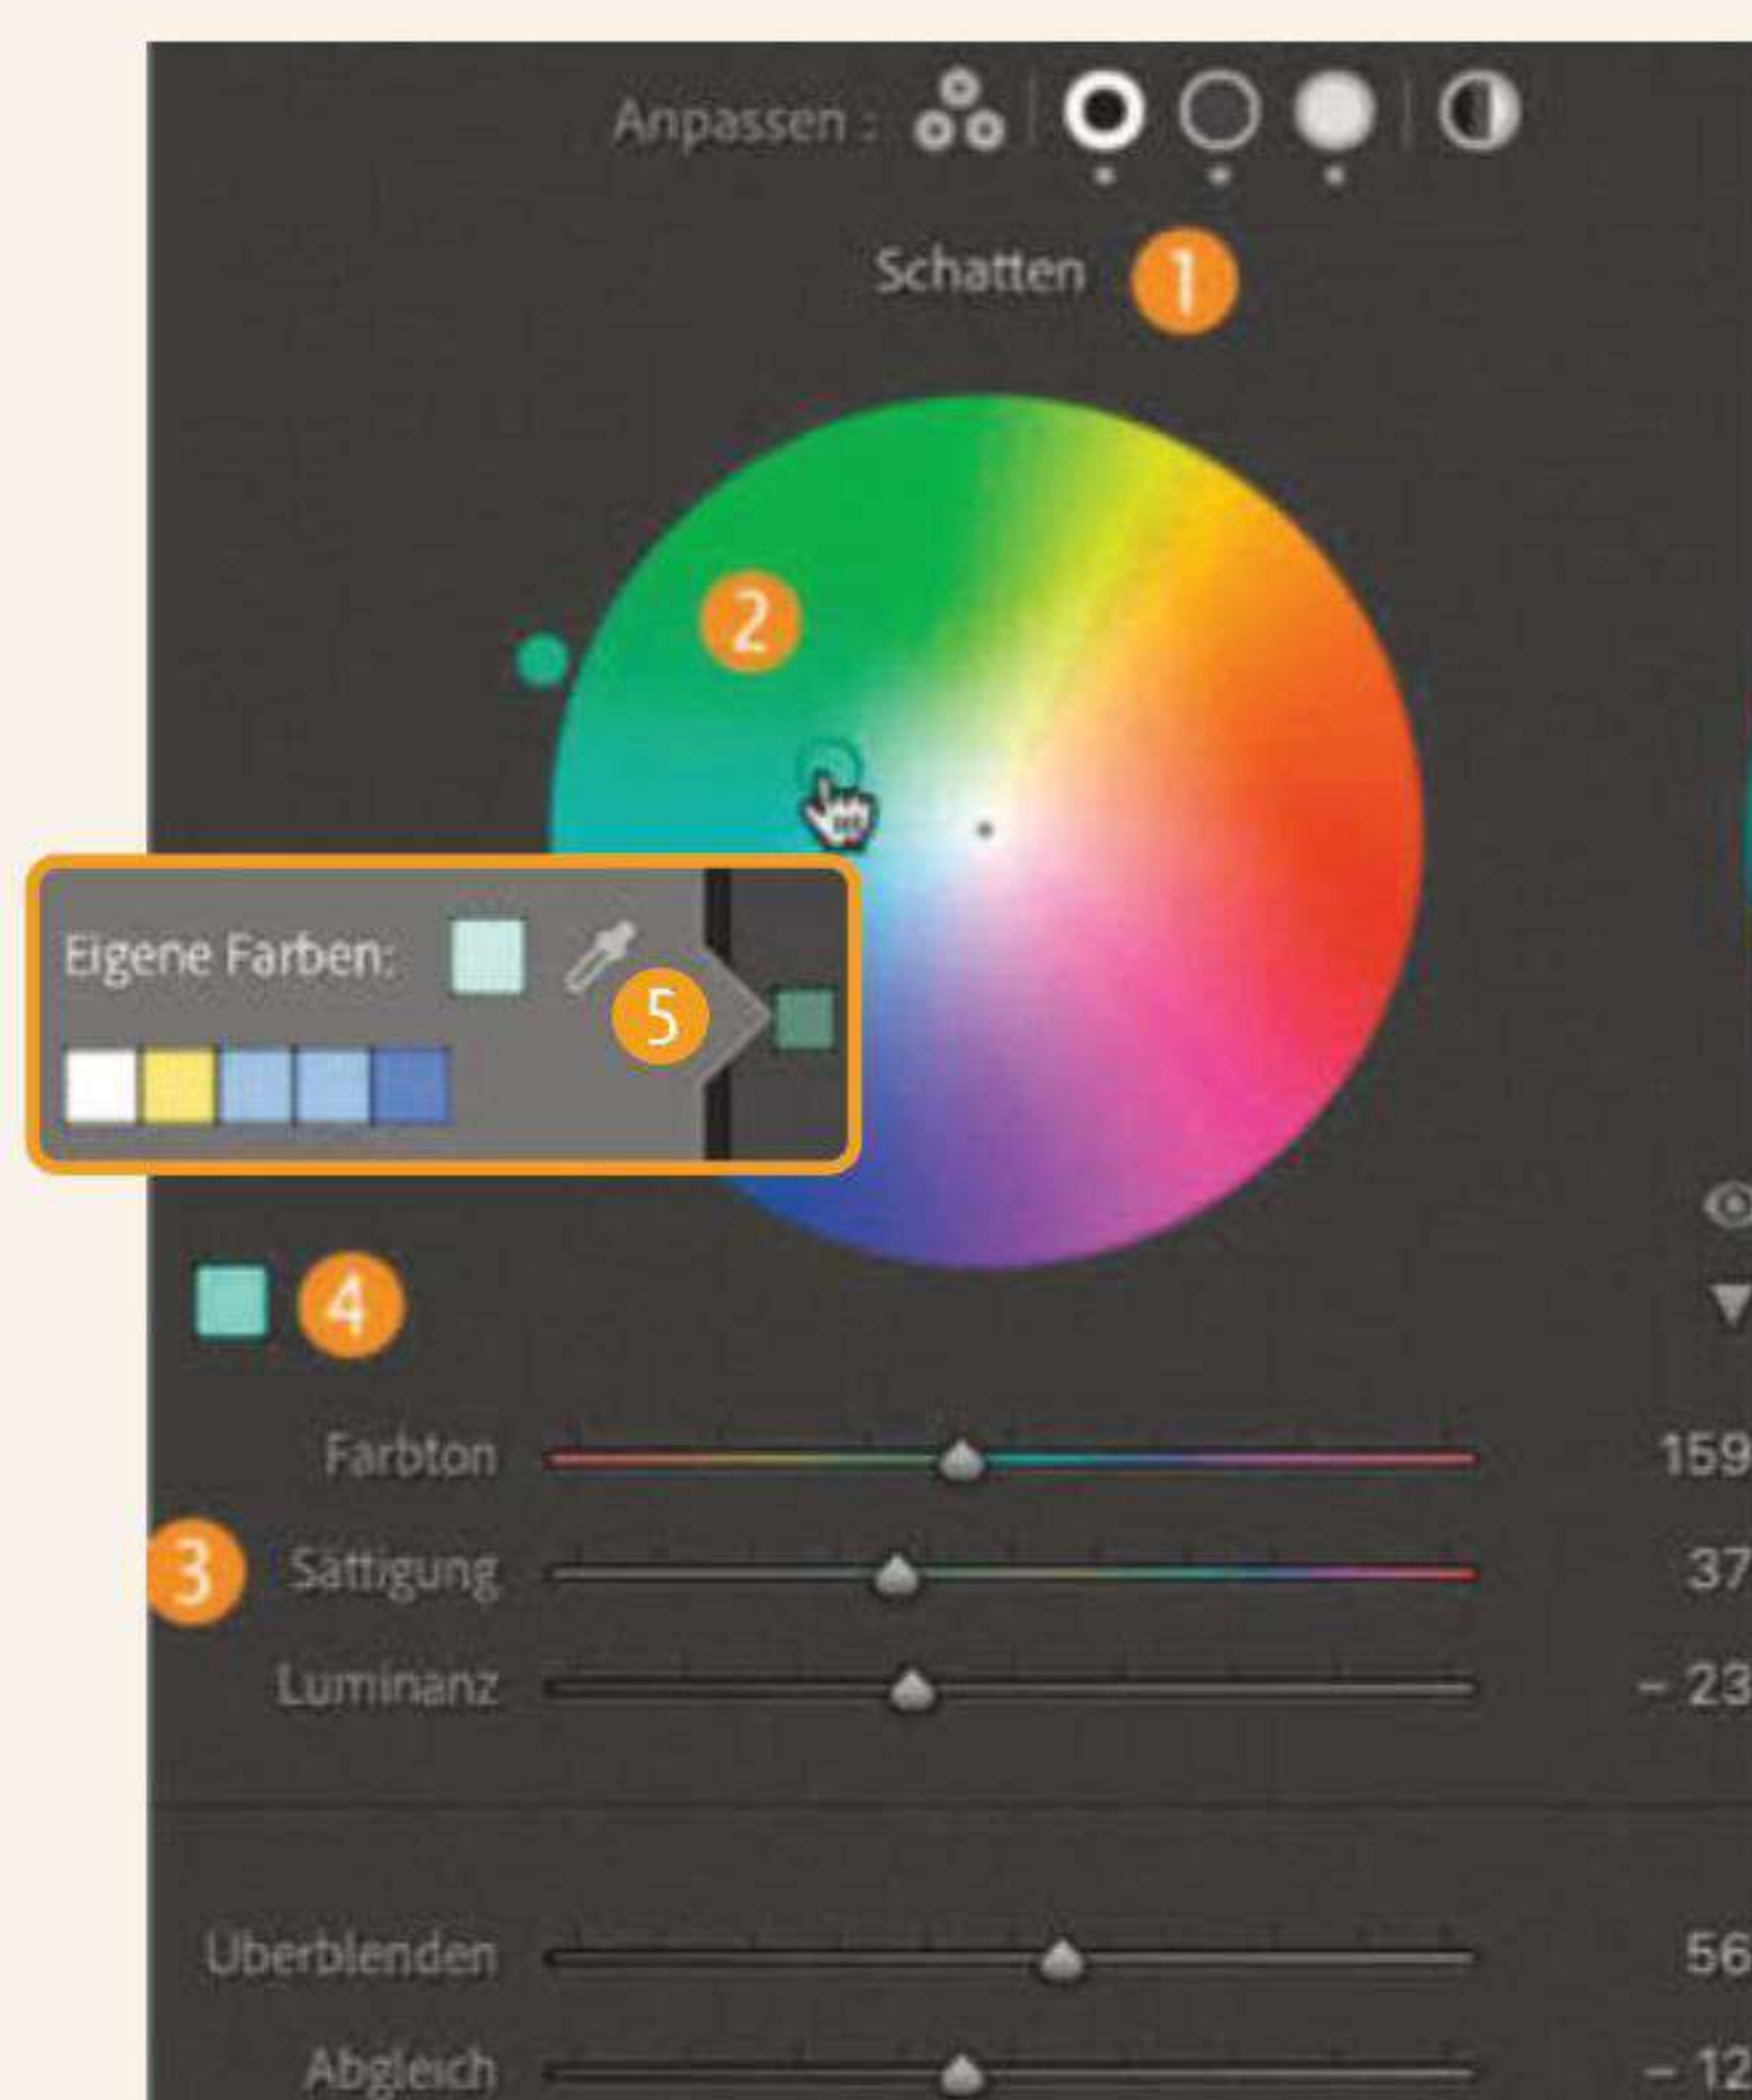 Anpassen :
Schatten 1
2
Eigene Farben:
5
4
Farbton 159
3 Sättigung 37
Luminanz – 23
Überblenden 56
Abgleich – 12